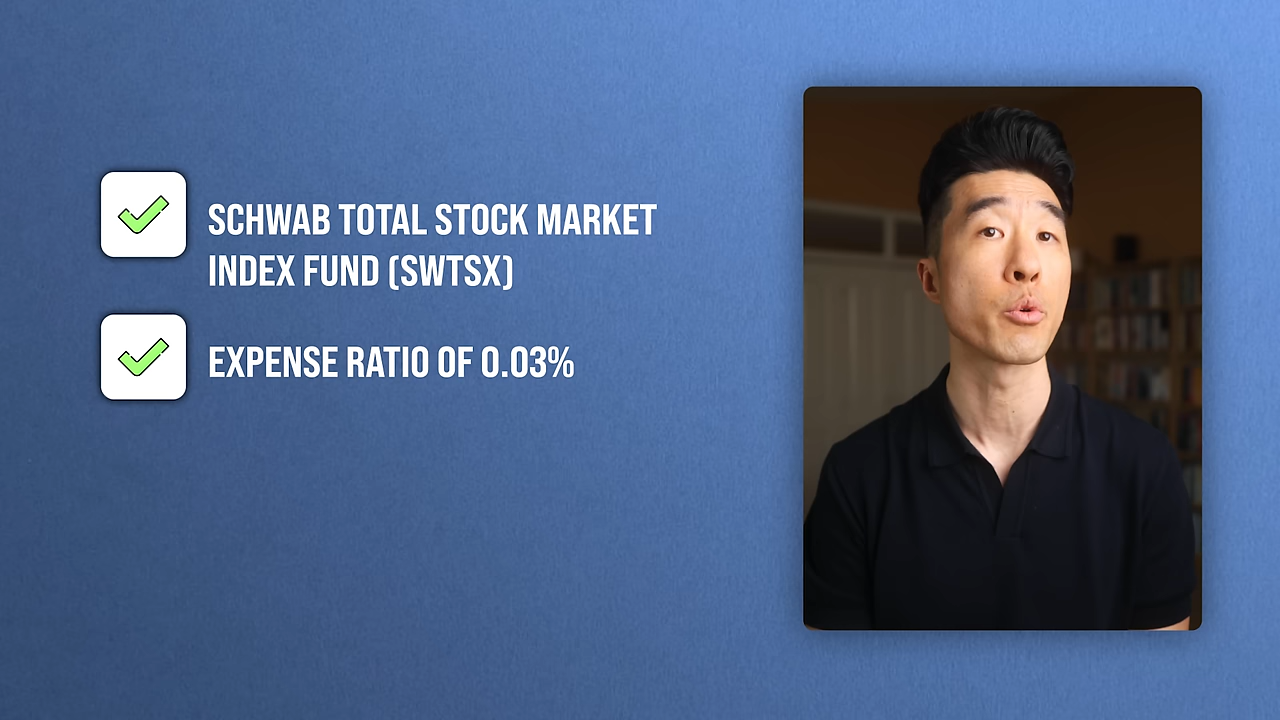 SCHWAB TOTAL STOCK MARKET
INDEX FUND (SWTSX)
EXPENSE RATIO OF 0.03%